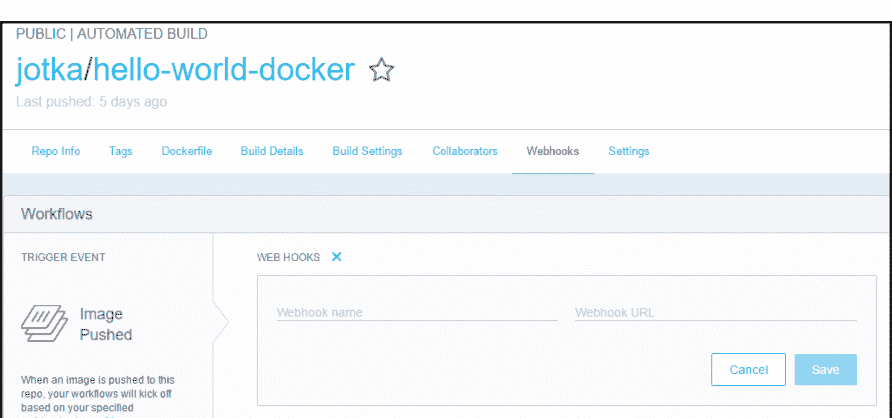 PUBLIC | AUTOMATED BUILD
jotka/hello-world-docker
Last pushed: 5 days ago
Repo Info Tags Dockerfile Build Details Build Settings Collaborators Webhooks Settings
Workflows
TRIGGER EVENT
Image
Pushed
When an image is pushed to this
repo, your workflows will kick off
based on your specified
WEB HOOKS
Webhook name Webhook URL
Cancel Save